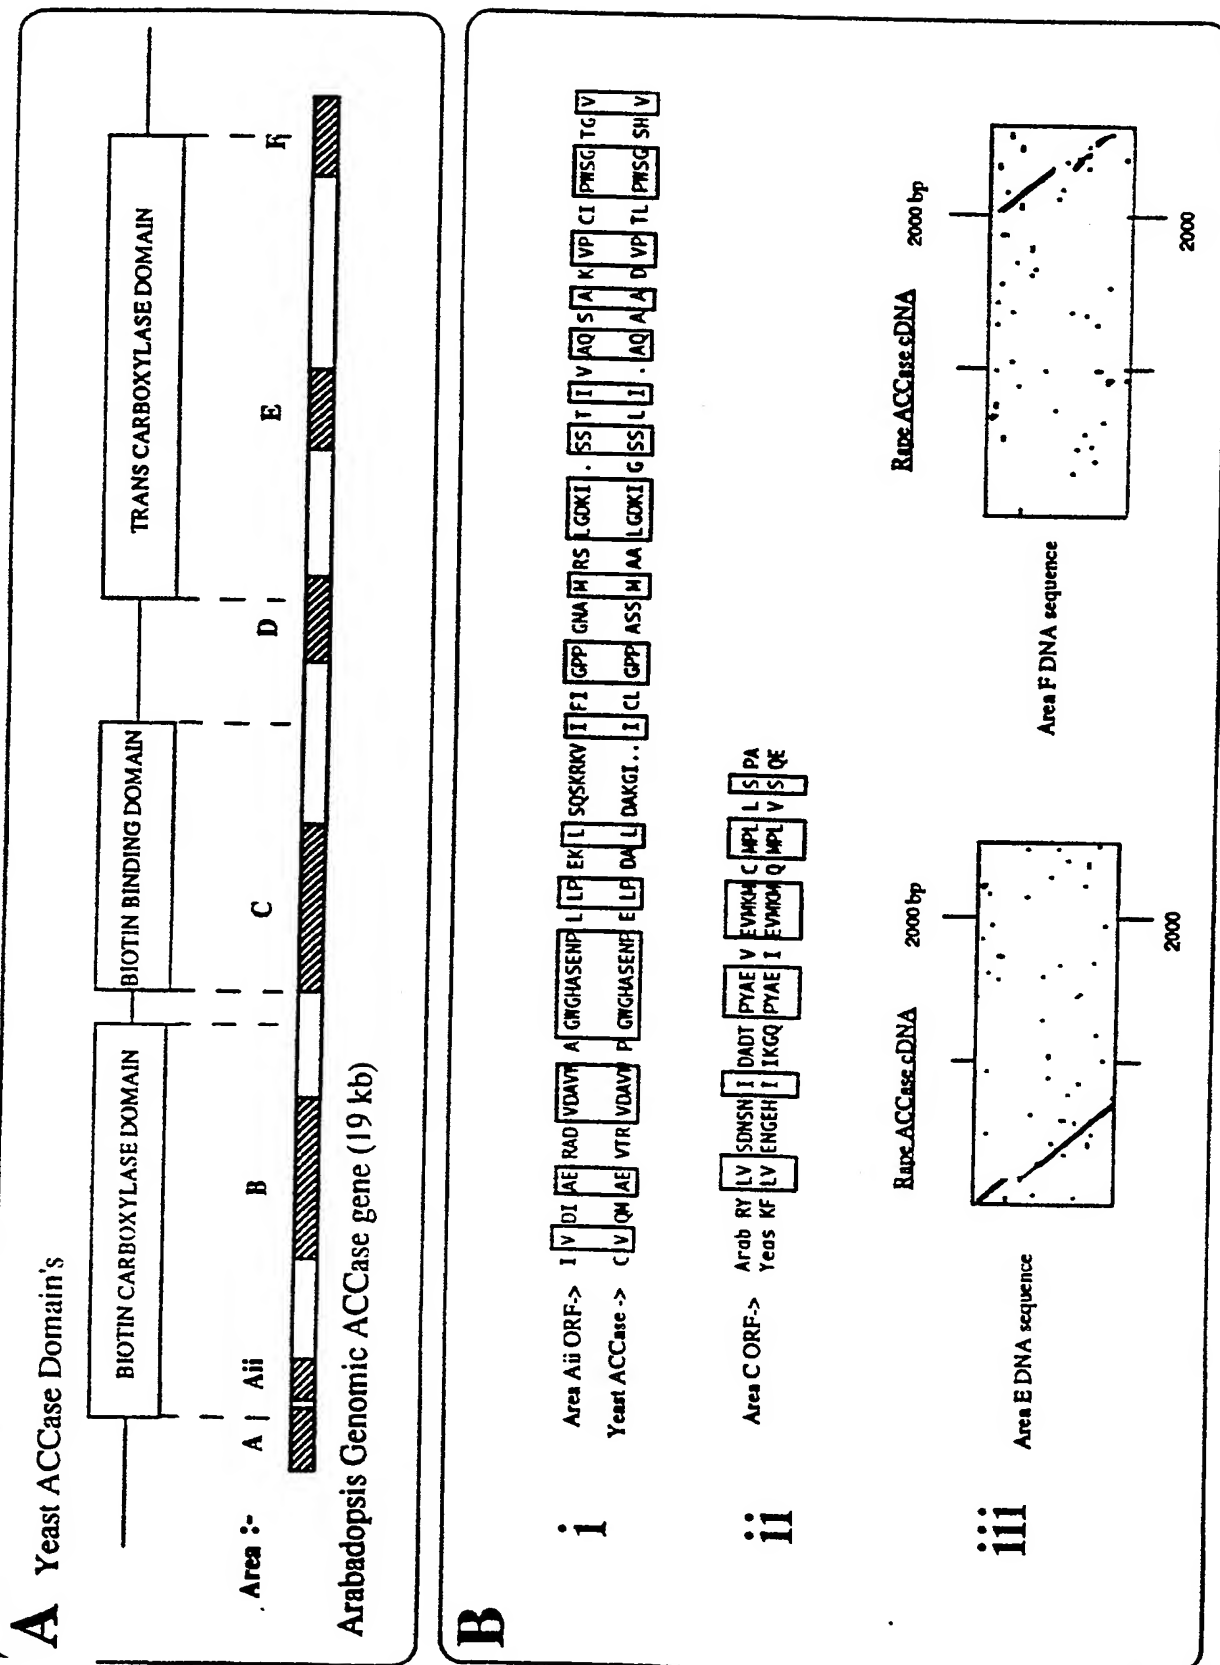 A Yeast ACCase Domain's
BIOTIN CARBOXYLASE DOMAIN
BIOTIN BINDING DOMAIN
TRANS CARBOXYLASE DOMAIN
Area :- A Aii B C D E F
Arabadopsis Genomic ACCase gene (19 kb)
B
i
Area Aii ORF-> I V DI AE RAD VDAVW A GWGHASENP L LP EK L SQSKRKV I FI GPP GNA M RS LGDKI . SS T I V AQ S A K VP CI PWSG TG V
Yeast ACCase -> C V QM AE VTR VDAVW P GWGHASENP E LP DA L DAKGI.. I CL GPP ASS M AA LGDKI G SS L I . AQ A A D VP TL PWSG SH V
ii
Area C ORF-> Arab RY LV SDNSN I DADT PYAE V EVMKM C MPL L S PA
Yeas KF LV ENGEH I IKGQ PYAE I EVMKM Q MPL V S QE
iii
Rape ACCase cDNA
2000 bp
Area E DNA sequence
2000
Rape ACCase cDNA
2000 bp
Area F DNA sequence
2000